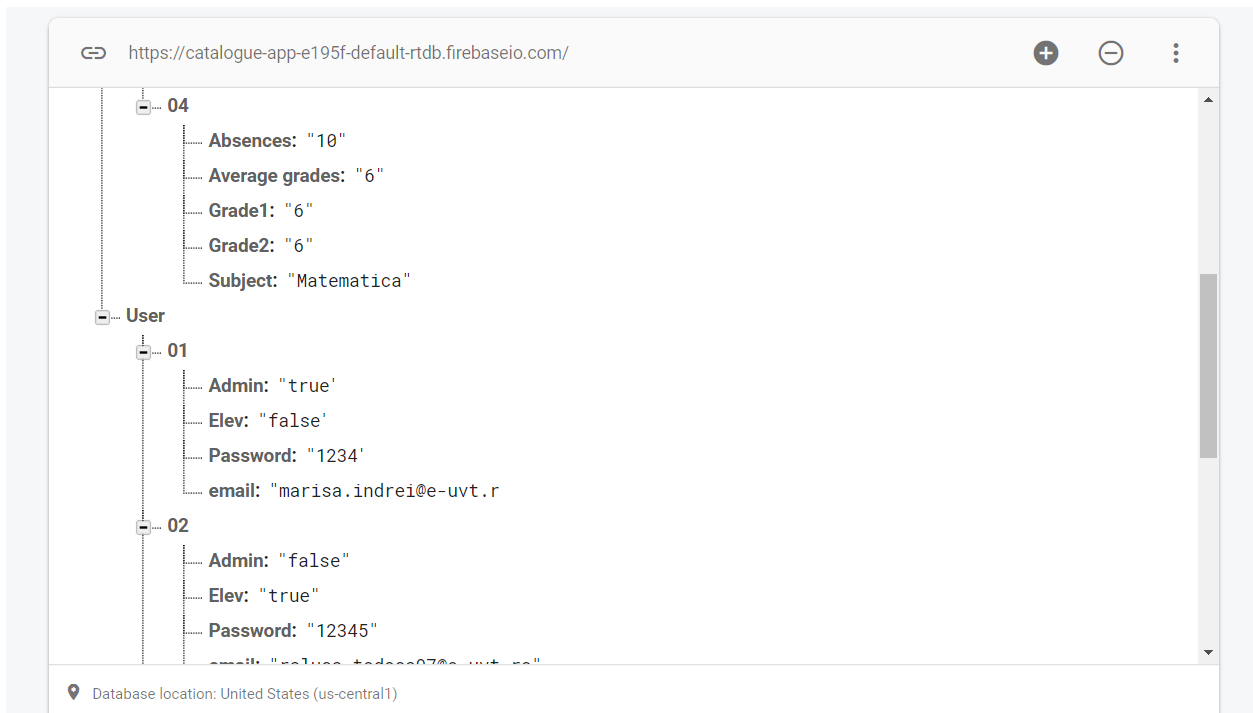 https://catalogue-app-e195f-default-rtdb.firebaseio.com/
04
Absences: "10"
Average grades: "6"
Grade1: "6"
Grade2: "6"
Subject: "Matematica"
User
01
Admin: "true'
Elev: "false'
Password: "1234'
email: "marisa.indrei@e-uvt.r
02
Admin: "false"
Elev: "true"
Password: "12345"
email:
Database location: United States (us-central1)